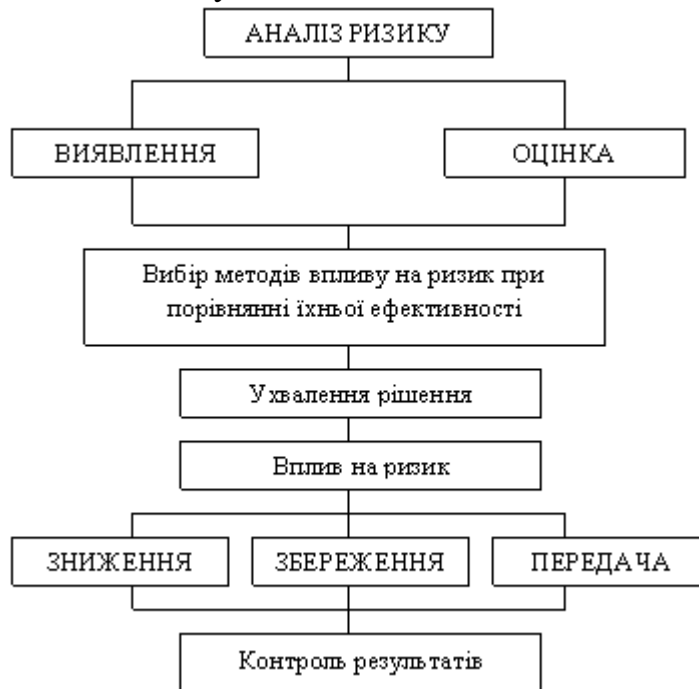 АНАЛІЗ РИЗИКУ
ВИЯВЛЕННЯ
ОЦІНКА
Вибір методів впливу на ризик при
порівнянні їхньої ефективності
Ухвалення рішення
Вплив на ризик
ЗНИЖЕННЯ
ЗБЕРЕЖЕННЯ
ПЕРЕДАЧА
Контроль результатів